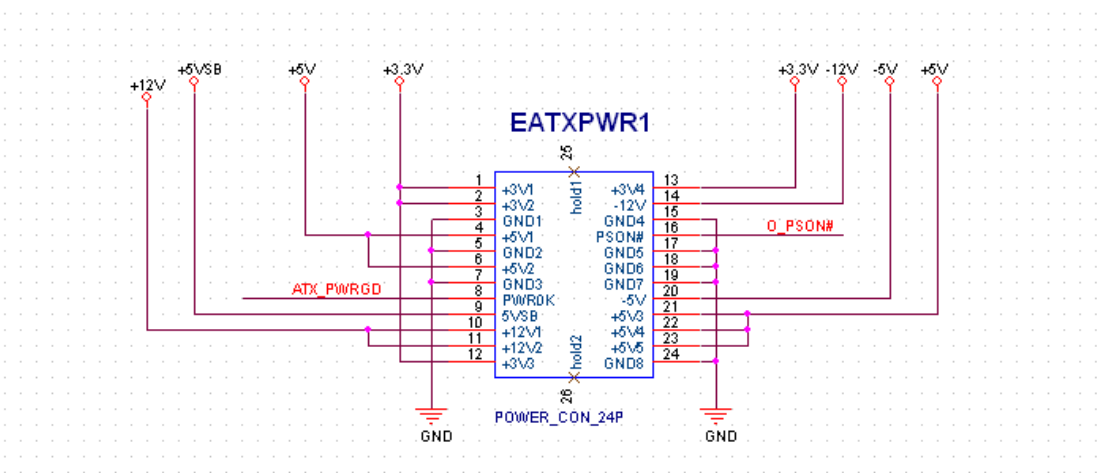 +12V
+5VSB
+5V
+3.3V
+3.3V
-12V
-5V
+5V
EATXPWR1
25
hold1
1 +3V1 +3V4 13
2 +3V2 -12V 14
3 GND1 GND4 15
4 +5V1 PSON# 16 O_PSON#
5 GND2 GND5 17
6 +5V2 GND6 18
7 GND3 GND7 19
ATX_PWRGD 8 PWROK -5V 20
9 5VSB +5V3 21
10 +12V1 +5V4 22
11 +12V2 +5V5 23
12 +3V3 GND8 24
hold2
26
POWER_CON_24P
GND
GND